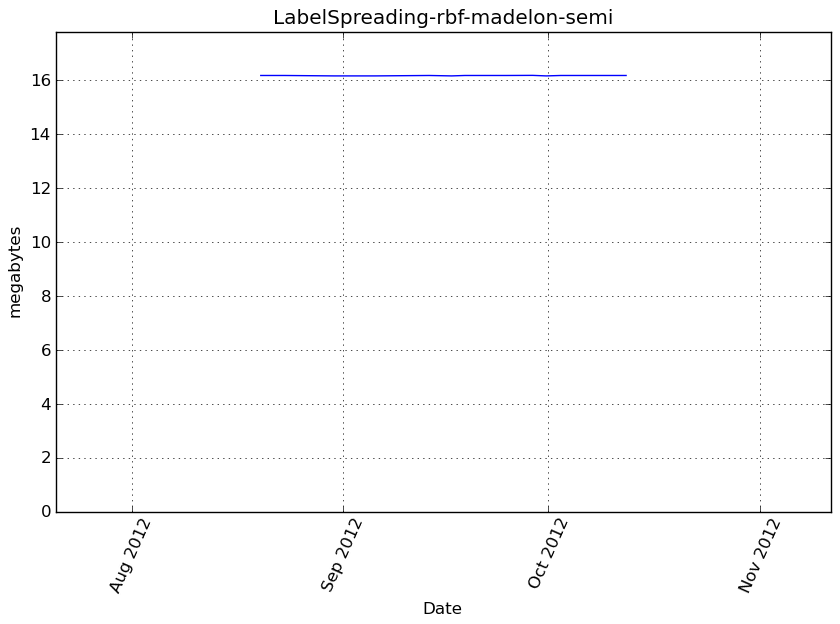 LabelSpreading-rbf-madelon-semi
megabytes
16
14
12
10
8
6
4
2
0
Aug 2012
Sep 2012
Oct 2012
Nov 2012
Date